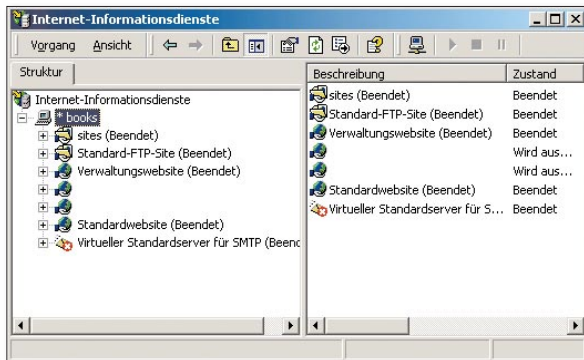 Internet-Informationsdienste
Vorgang Ansicht
Struktur
Internet-Informationsdienste
* books
sites (Beendet)
Standard-FTP-Site (Beendet)
Verwaltungswebsite (Beendet)
Standardwebsite (Beendet)
Virtueller Standardserver für SMTP (Beend
Beschreibung Zustand
sites (Beendet) Beendet
Standard-FTP-Site (Beendet) Beendet
Verwaltungswebsite (Beendet) Beendet
Wird aus...
Wird aus...
Standardwebsite (Beendet) Beendet
Virtueller Standardserver für S... Beendet